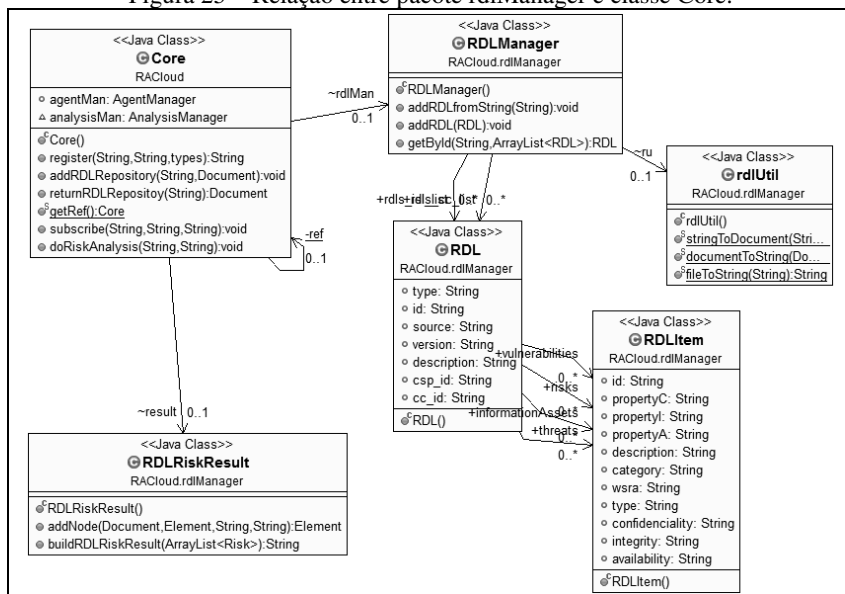 Figura 23 – Relação entre pacote rdlManager e classe Core.
<<Java Class>>
Core
RACloud
agentMan: AgentManager
analysisMan: AnalysisManager
Core()
register(String,String,types):String
addRDLRepository(String,Document):void
returnRDLRepositoy(String):Document
getRef():Core
subscribe(String,String,String):void
doRiskAnalysis(String,String):void
-ref
0..1
~rdlMan
0..1
<<Java Class>>
RDLManager
RACloud.rdlManager
RDLManager()
addRDLfromString(String):void
addRDL(RDL):void
getById(String,ArrayList<RDL>):RDL
~ru
0..1
<<Java Class>>
rdlUtil
RACloud.rdlManager
rdlUtil()
stringToDocument(Stri...
documentToString(Do...
fileToString(String):String
0..*
<<Java Class>>
RDL
RACloud.rdlManager
type: String
id: String
source: String
version: String
description: String
csp_id: String
cc_id: String
RDL()
+vulnerabilities
0..*
+risks
0..*
+informationAssets
0..*
+threats
0..*
<<Java Class>>
RDLItem
RACloud.rdlManager
id: String
propertyC: String
propertyI: String
propertyA: String
description: String
category: String
wsra: String
type: String
confidenciality: String
integrity: String
availability: String
RDLItem()
~result
0..1
<<Java Class>>
RDLRiskResult
RACloud.rdlManager
RDLRiskResult()
addNode(Document,Element,String,String):Element
buildRDLRiskResult(ArrayList<Risk>):String